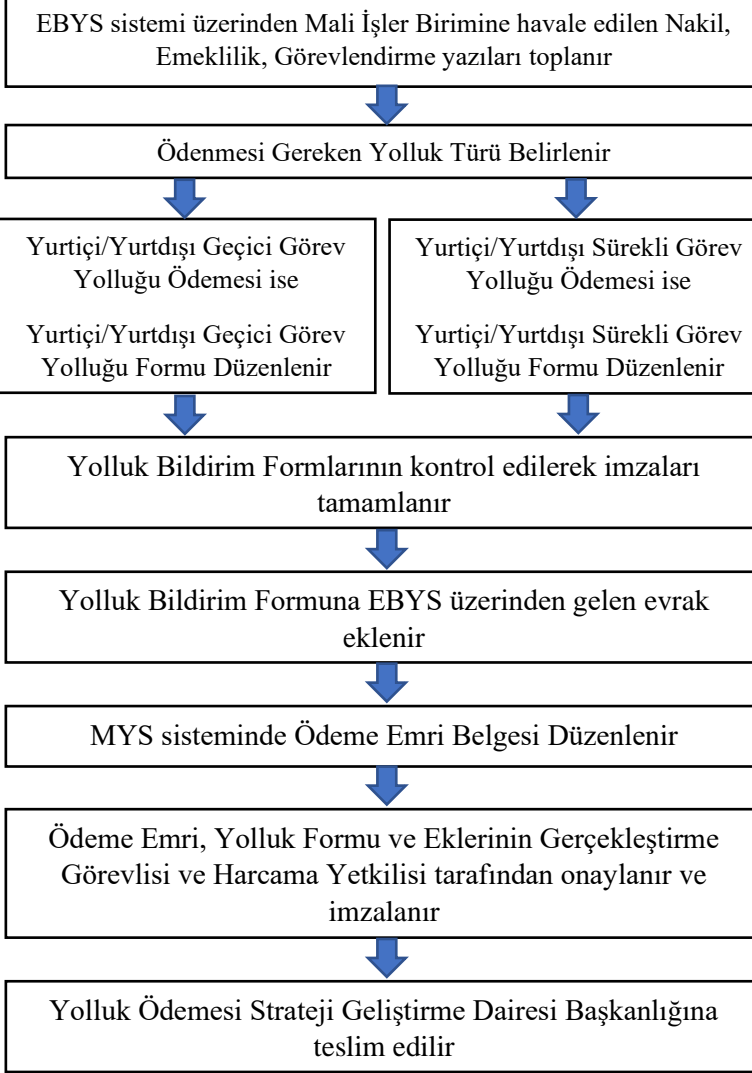 EBYS sistemi üzerinden Mali İşler Birimine havale edilen Nakil,
Emeklilik, Görevlendirme yazıları toplanır
Ödenmesi Gereken Yolluk Türü Belirlenir
Yurtiçi/Yurtdışı Geçici Görev
Yolluğu Ödemesi ise
Yurtiçi/Yurtdışı Geçici Görev
Yolluğu Formu Düzenlenir
Yurtiçi/Yurtdışı Sürekli Görev
Yolluğu Ödemesi ise
Yurtiçi/Yurtdışı Sürekli Görev
Yolluğu Formu Düzenlenir
Yolluk Bildirim Formlarının kontrol edilerek imzaları
tamamlanır
Yolluk Bildirim Formuna EBYS üzerinden gelen evrak
eklenir
MYS sisteminde Ödeme Emri Belgesi Düzenlenir
Ödeme Emri, Yolluk Formu ve Eklerinin Gerçekleştirme
Görevlisi ve Harcama Yetkilisi tarafından onaylanır ve
imzalanır
Yolluk Ödemesi Strateji Geliştirme Dairesi Başkanlığına
teslim edilir